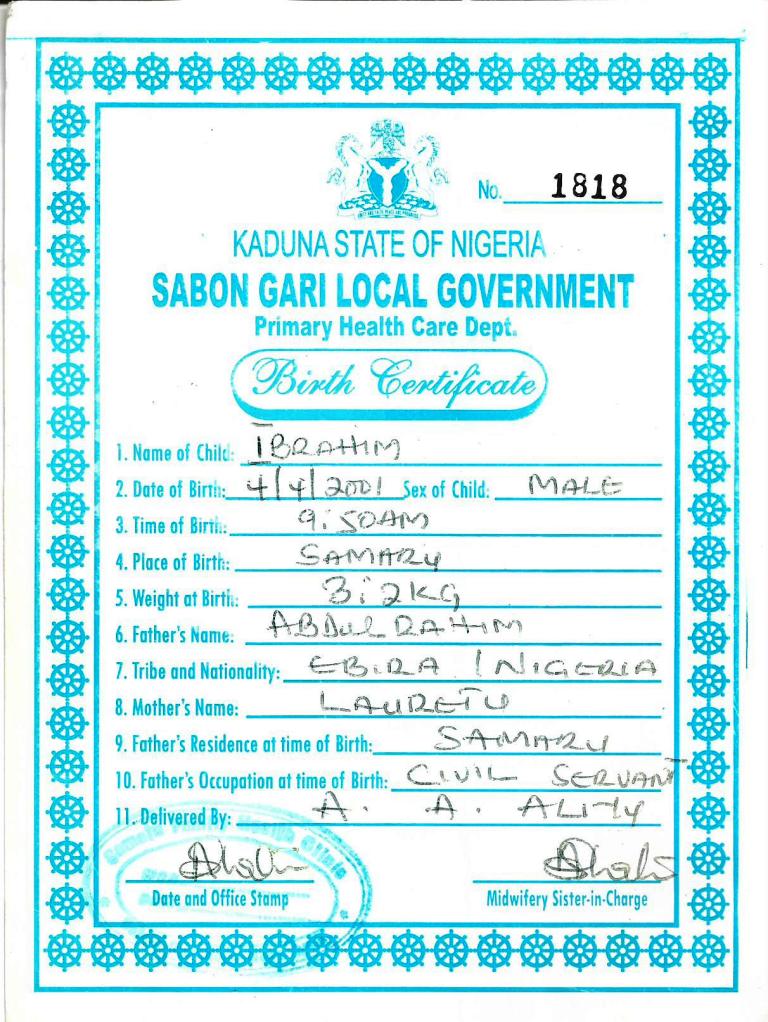 No. 1818
KADUNA STATE OF NIGERIA
SABON GARI LOCAL GOVERNMENT
Primary Health Care Dept.
Birth Certificate
1. Name of Child: IBRAHIM
2. Date of Birth: 4/4/2001 Sex of Child: MALE
3. Time of Birth: 9:50AM
4. Place of Birth: SAMARU
5. Weight at Birth: 3:2KG
6. Father's Name: ABDULRAHIM
7. Tribe and Nationality: EBIRA / NIGERIA
8. Mother's Name: LAURETU
9. Father's Residence at time of Birth: SAMARU
10. Father's Occupation at time of Birth: CIVIL SERVANT
11. Delivered By: A. A.
Date and Office Stamp Midwifery Sister-in-Charge